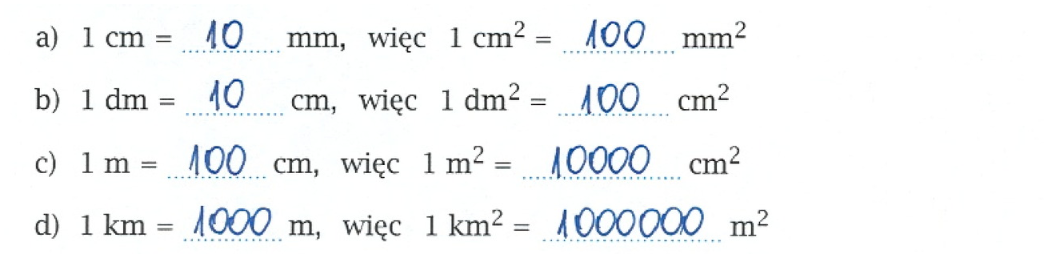 a) 1 cm = 10 mm, więc 1 cm² = 100 mm²
b) 1 dm = 10 cm, więc 1 dm² = 100 cm²
c) 1 m = 100 cm, więc 1 m² = 10000 cm²
d) 1 km = 1000 m, więc 1 km² = 1000000 m²